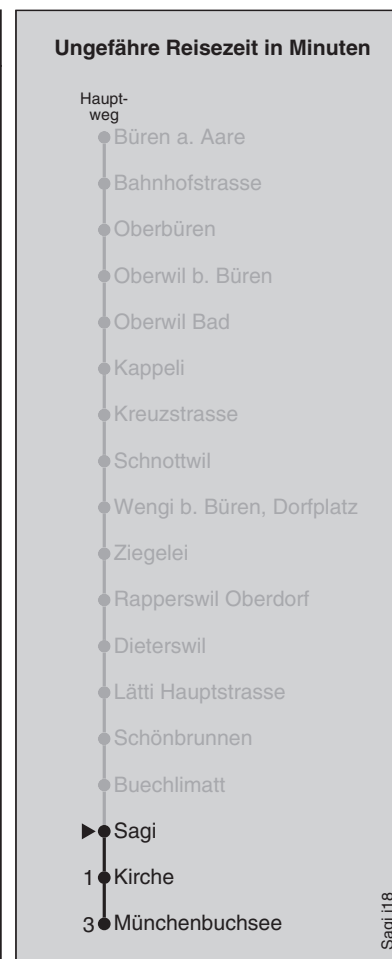 Ungefähre Reisezeit in Minuten
Haupt-
weg
Büren a. Aare
Bahnhofstrasse
Oberbüren
Oberwil b. Büren
Oberwil Bad
Kappeli
Kreuzstrasse
Schnottwil
Wengi b. Büren, Dorfplatz
Ziegelei
Rapperswil Oberdorf
Dieterswil
Lätti Hauptstrasse
Schönbrunnen
Buechlimatt
Sagi
1 Kirche
3 Münchenbuchsee
Sagi j18